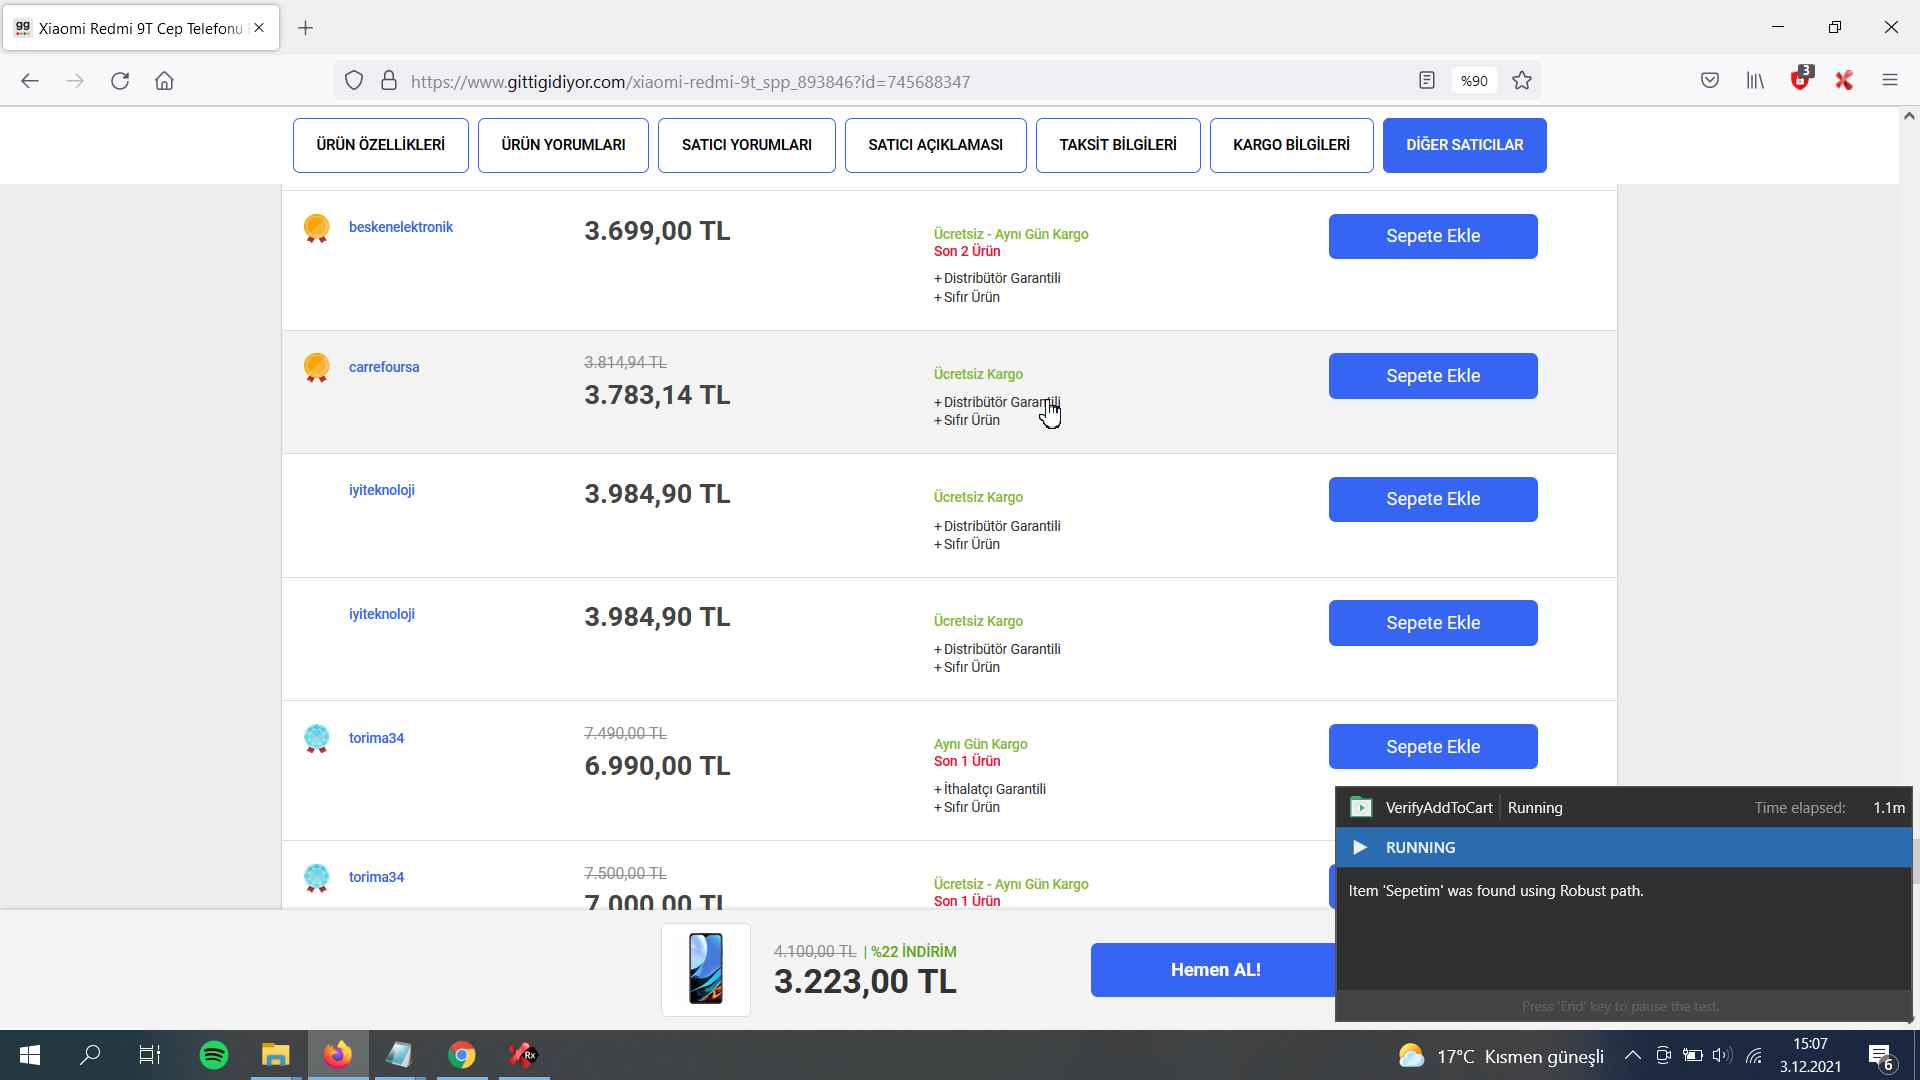 Xiaomi Redmi 9T Cep Telefonu
https://www.gittigidiyor.com/xiaomi-redmi-9t_spp_893846?id=745688347
%90
3
ÜRÜN ÖZELLİKLERİ
ÜRÜN YORUMLARI
SATICI YORUMLARI
SATICI AÇIKLAMASI
TAKSİT BİLGİLERİ
KARGO BİLGİLERİ
DİĞER SATICILAR
beskenelektronik
3.699,00 TL
Ücretsiz - Aynı Gün Kargo
Son 2 Ürün
+ Distribütör Garantili
+ Sıfır Ürün
Sepete Ekle
carrefoursa
3.814,94 TL
3.783,14 TL
Ücretsiz Kargo
+ Distribütör Garantili
+ Sıfır Ürün
Sepete Ekle
iyiteknoloji
3.984,90 TL
Ücretsiz Kargo
+ Distribütör Garantili
+ Sıfır Ürün
Sepete Ekle
iyiteknoloji
3.984,90 TL
Ücretsiz Kargo
+ Distribütör Garantili
+ Sıfır Ürün
Sepete Ekle
torima34
7.490,00 TL
6.990,00 TL
Aynı Gün Kargo
Son 1 Ürün
+ İthalatçı Garantili
+ Sıfır Ürün
Sepete Ekle
torima34
7.500,00 TL
7.000,00 TL
Ücretsiz - Aynı Gün Kargo
Son 1 Ürün
4.100,00 TL | %22 İNDİRİM
3.223,00 TL
Hemen AL!
VerifyAddToCart Running Time elapsed: 1.1m
RUNNING
Item 'Sepetim' was found using Robust path.
Press 'End' key to pause the test.
Rx
17°C Kısmen güneşli
15:07
3.12.2021
6